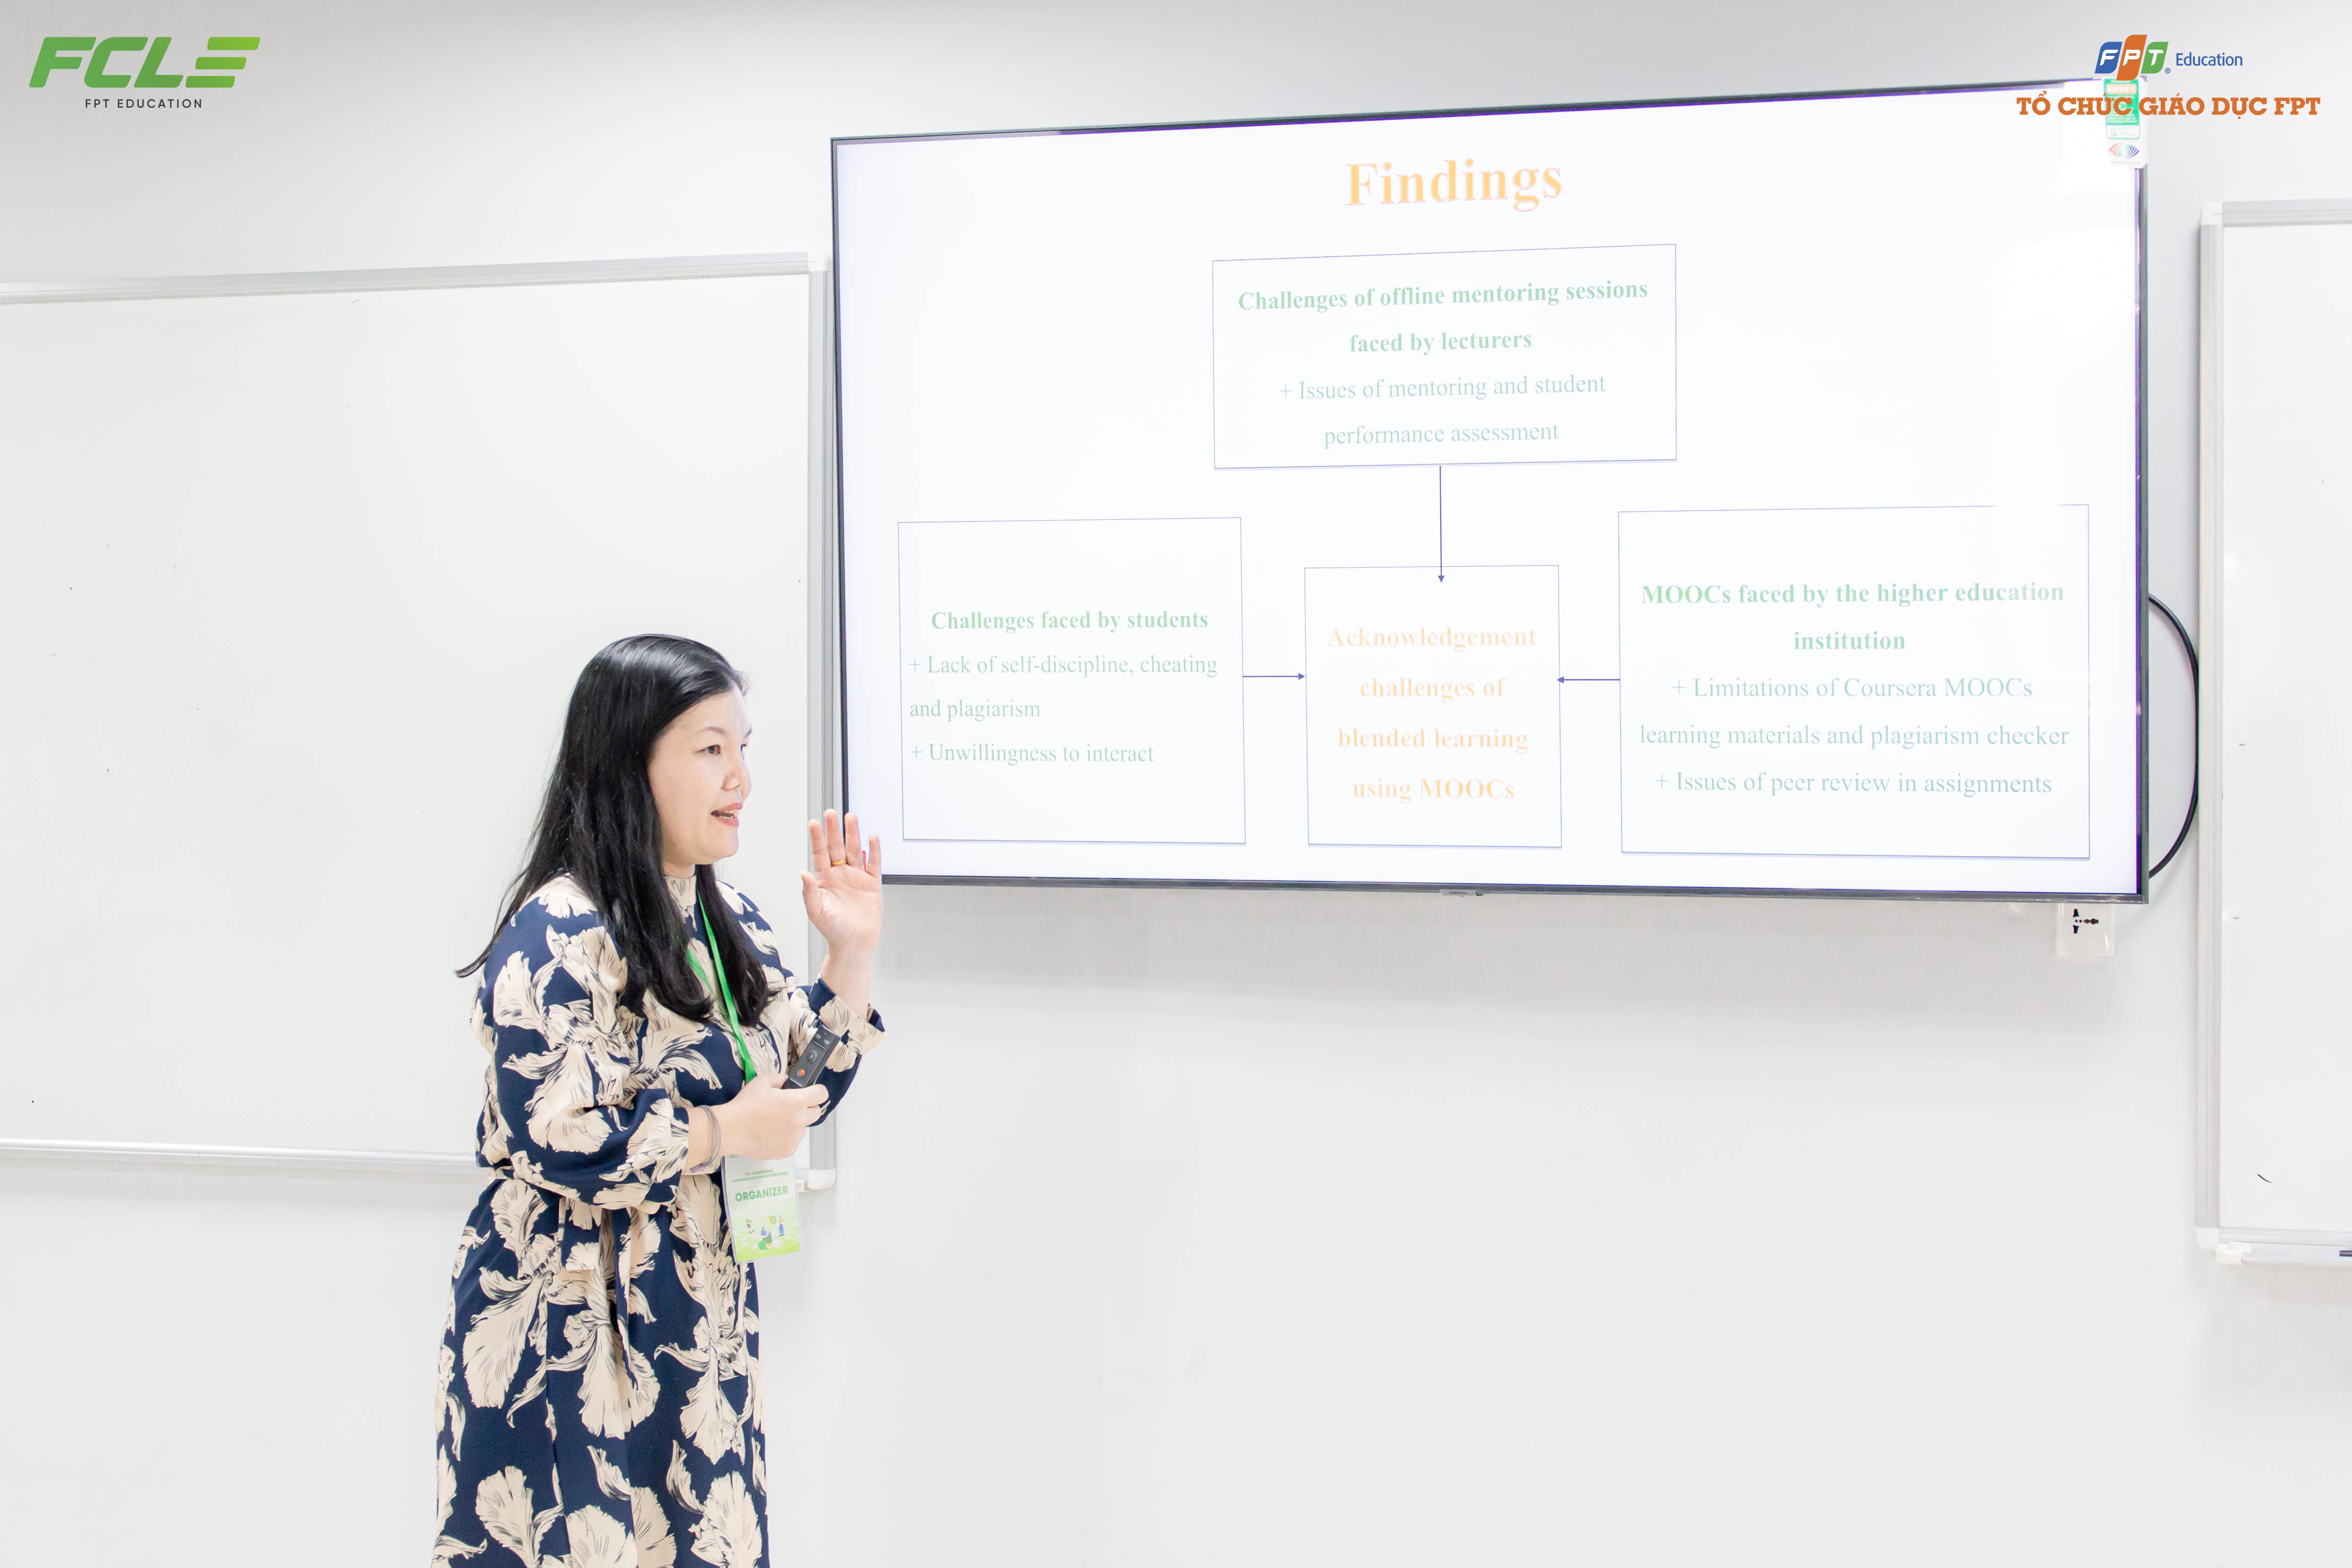 FCLE
FPT EDUCATION
FPT Education
TỔ CHỨC GIÁO DỤC FPT
Findings
Challenges of offline mentoring sessions
faced by lecturers
+ Issues of mentoring and student
performance assessment
Challenges faced by students
+ Lack of self-discipline, cheating
and plagiarism
+ Unwillingness to interact
Acknowledgement
challenges of
blended learning
using MOOCs
MOOCs faced by the higher education
institution
+ Limitations of Coursera MOOCs
learning materials and plagiarism checker
+ Issues of peer review in assignments
ORGANIZER